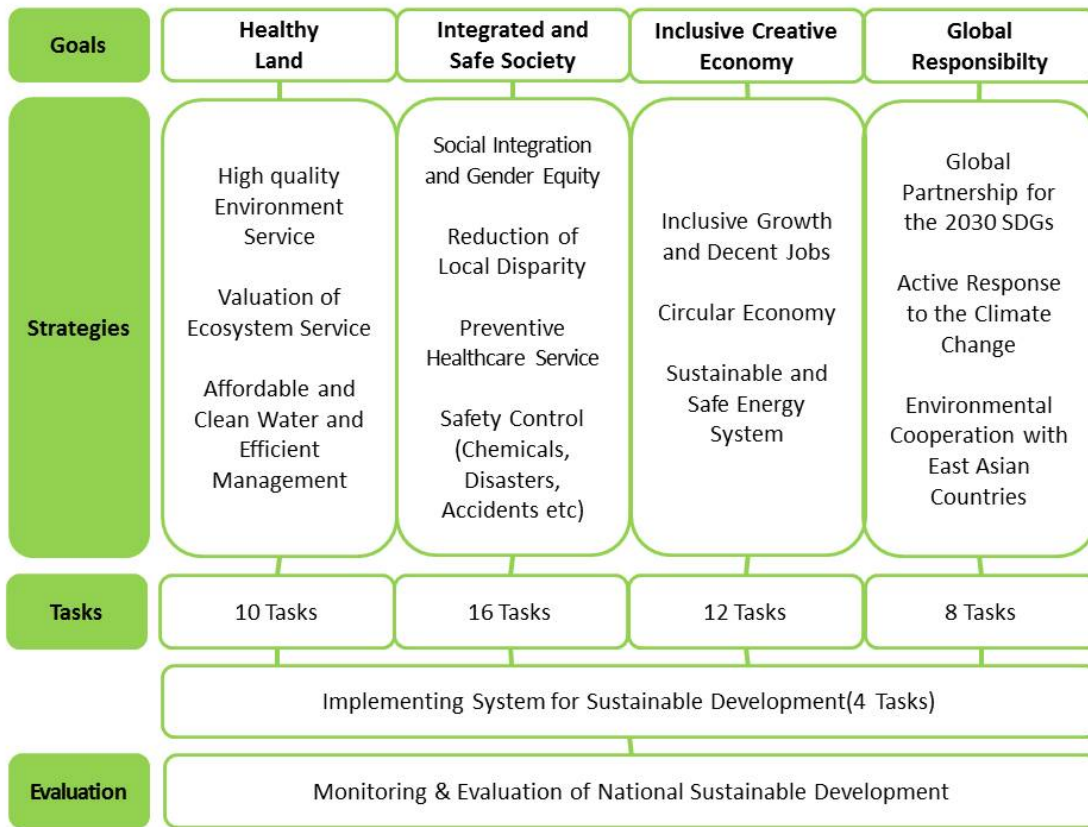 Goals
Healthy
Land
Integrated and
Safe Society
Inclusive Creative
Economy
Global
Responsibilty
Strategies
High quality
Environment
Service
Valuation of
Ecosystem Service
Affordable and
Clean Water and
Efficient
Management
Social Integration
and Gender Equity
Reduction of
Local Disparity
Preventive
Healthcare Service
Safety Control
(Chemicals,
Disasters,
Accidents etc)
Inclusive Growth
and Decent Jobs
Circular Economy
Sustainable and
Safe Energy
System
Global
Partnership for
the 2030 SDGs
Active Response
to the Climate
Change
Environmental
Cooperation with
East Asian
Countries
Tasks
10 Tasks
16 Tasks
12 Tasks
8 Tasks
Implementing System for Sustainable Development(4 Tasks)
Evaluation
Monitoring & Evaluation of National Sustainable Development